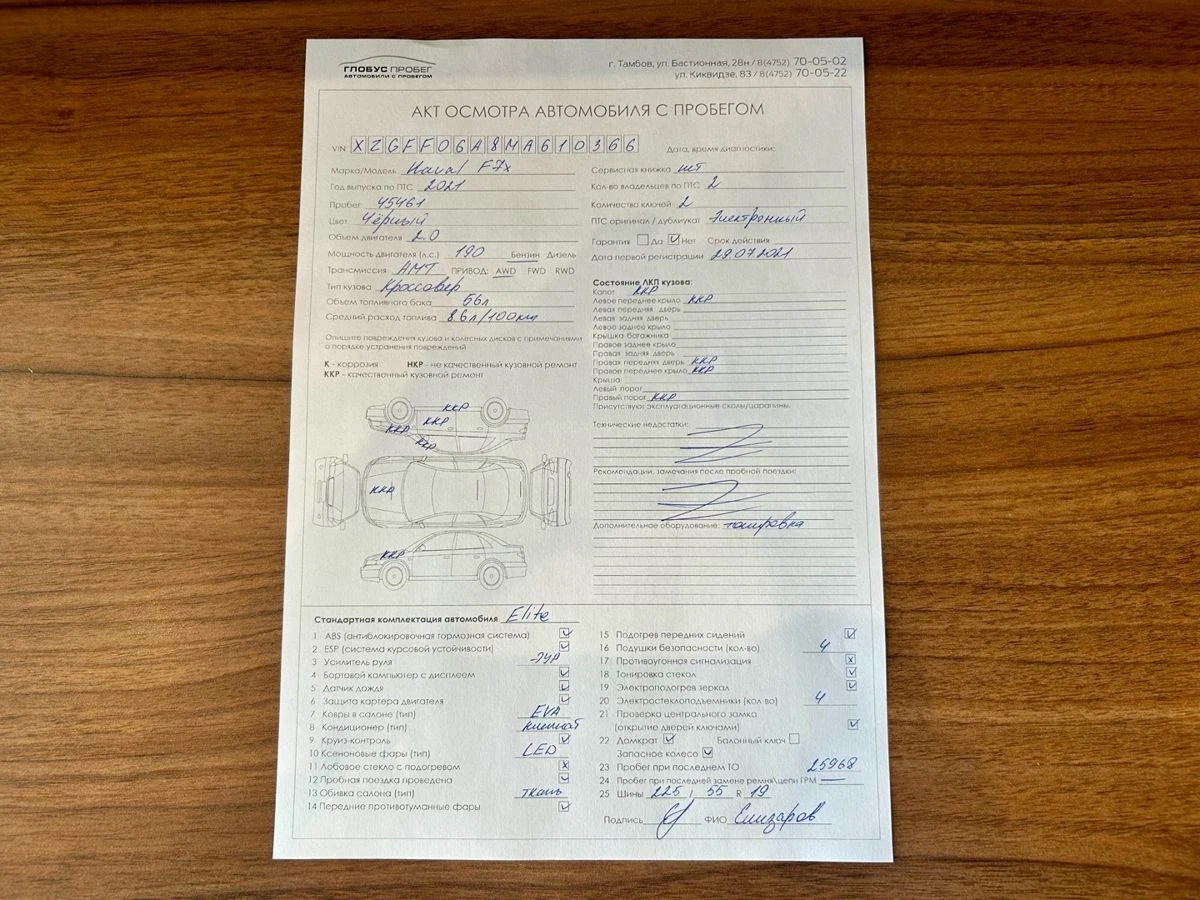 ГЛОБУС ПРОБЕГ
АВТОМОБИЛИ С ПРОБЕГОМ
г. Тамбов, ул. Бастионная, 28н / 8(4752) 70-05-02
ул. Киквидзе, 83 / 8(4752) 70-05-22
АКТ ОСМОТРА АВТОМОБИЛЯ С ПРОБЕГОМ
VIN XZGFF06A8MA610366
Дата, время диагностики:
Марка/Модель Haval F7x
Год выпуска по ПТС 2021
Пробег 45461
Цвет Чёрный
Объем двигателя 2.0
Мощность двигателя (л.с.) 190 Бензин Дизель
Трансмиссия АМТ ПРИВОД: AWD FWD RWD
Тип кузова Кроссовер
Объем топливного бака 56л
Средний расход топлива 8.6л/100км
Опишите повреждения кузова и колесных дисков с примечаниями
о порядке устранения повреждений
К - коррозия НКР - не качественный кузовной ремонт
ККР - качественный кузовной ремонт
ККР
ККР
ККР
ККР
ККР
ККР
Сервисная книжка нет
Кол-во владельцев по ПТС 2
Количество ключей 2
ПТС оригинал / дубликат Электронный
Гарантия Да Нет Срок действия
Дата первой регистрации 29.07.2021
Состояние ЛКП кузова:
Капот ККР
Левое переднее крыло ККР
Левая передняя дверь
Левая задняя дверь
Левое заднее крыло
Крышка багажника
Правое заднее крыло
Правая задняя дверь
Правая передняя дверь ККР
Правое переднее крыло ККР
Крыша
Левый порог
Правый порог ККР
Присутствуют эксплуатационные сколы/царапины.
Технические недостатки:
Рекомендации, замечания после пробной поездки:
Дополнительное оборудование: тонировка
Стандартная комплектация автомобиля Elite
1 ABS (антиблокировочная тормозная система)
2 ESP (система курсовой устойчивости)
3 Усилитель руля ЭУР
4 Бортовой компьютер с дисплеем
5 Датчик дождя
6 Защита картера двигателя
7 Ковры в салоне (тип) EVA
8 Кондиционер (тип) климат
9 Круиз-контроль
10 Ксеноновые фары (тип) LED
11 Лобовое стекло с подогревом
12 Пробная поездка проведена
13 Обивка салона (тип) ткань
14 Передние противотуманные фары
15 Подогрев передних сидений
16 Подушки безопасности (кол-во) 4
17 Противоугонная сигнализация
18 Тонировка стекол
19 Электроподогрев зеркал
20 Электростеклоподъемники (кол во) 4
21 Проверка центрального замка
(открытие дверей ключами)
22 Домкрат Балонный ключ
Запасное колесо
23 Пробег при последнем ТО 25968
24 Пробег при последней замене ремня/цепи ГРМ —
25 Шины 225 / 55 R 19
Подпись ФИО